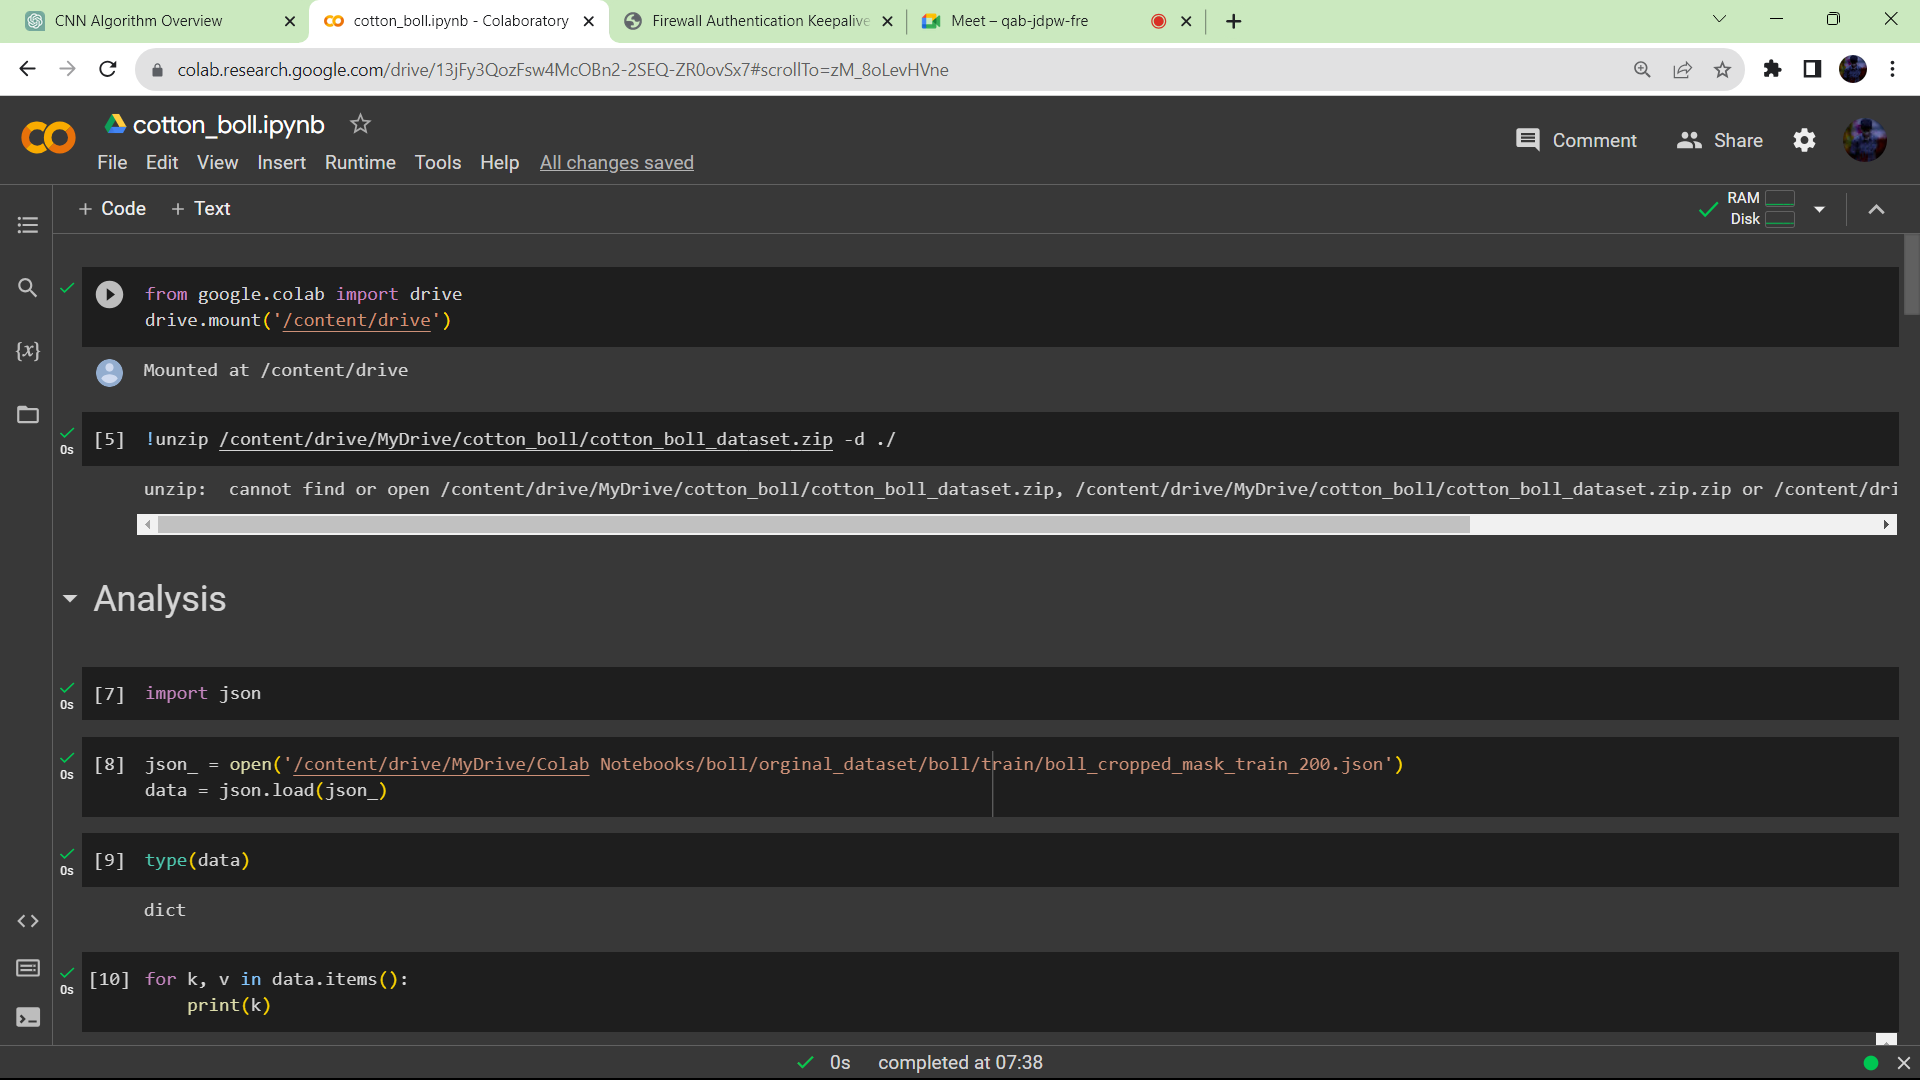 CNN Algorithm Overview
cotton_boll.ipynb - Colaboratory
Firewall Authentication Keepalive
Meet – qab-jdpw-fre
colab.research.google.com/drive/13jFy3QozFsw4McOBn2-2SEQ-ZR0ovSx7#scrollTo=zM_8oLevHVne
cotton_boll.ipynb
File Edit View Insert Runtime Tools Help All changes saved
Comment
Share
+ Code + Text
RAM
Disk
from google.colab import drive
drive.mount('/content/drive')
Mounted at /content/drive
0s
[5] !unzip /content/drive/MyDrive/cotton_boll/cotton_boll_dataset.zip -d ./
unzip:  cannot find or open /content/drive/MyDrive/cotton_boll/cotton_boll_dataset.zip, /content/drive/MyDrive/cotton_boll/cotton_boll_dataset.zip.zip or /content/dri
Analysis
0s
[7] import json
0s
[8] json_ = open('/content/drive/MyDrive/Colab Notebooks/boll/orginal_dataset/boll/train/boll_cropped_mask_train_200.json')
data = json.load(json_)
0s
[9] type(data)
dict
0s
[10] for k, v in data.items():
print(k)
{x}
0s completed at 07:38